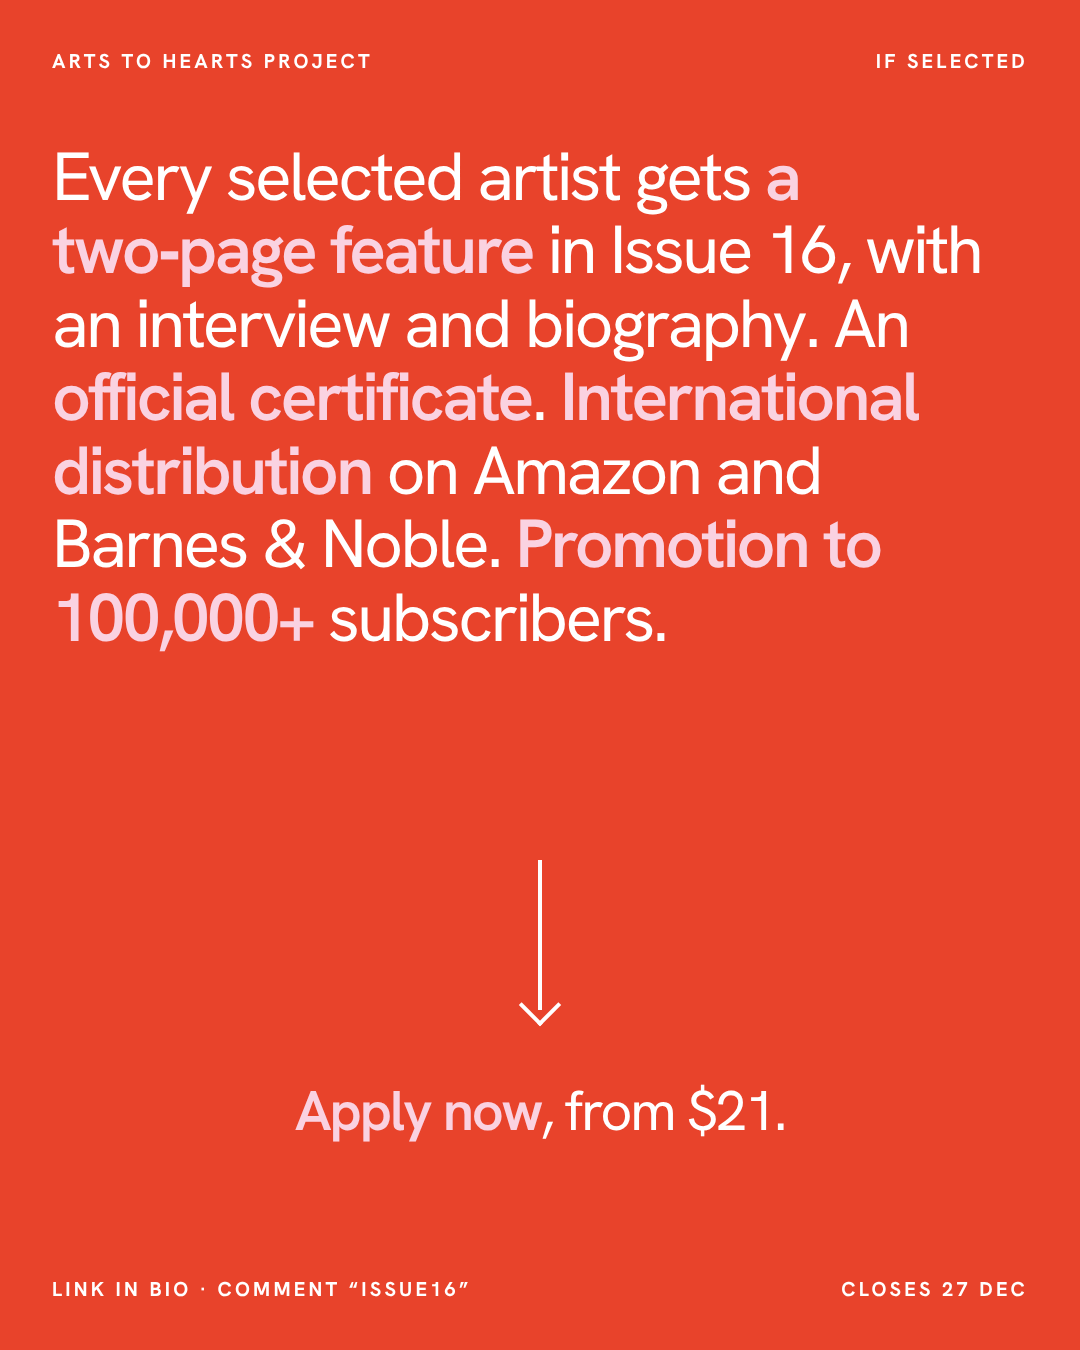 ARTS TO HEARTS PROJECT
IF SELECTED
Every selected artist gets a
two-page feature in Issue 16, with
an interview and biography. An
official certificate. International
distribution on Amazon and
Barnes & Noble. Promotion to
100,000+ subscribers.
Apply now, from $21.
LINK IN BIO · COMMENT “ISSUE16”
CLOSES 27 DEC